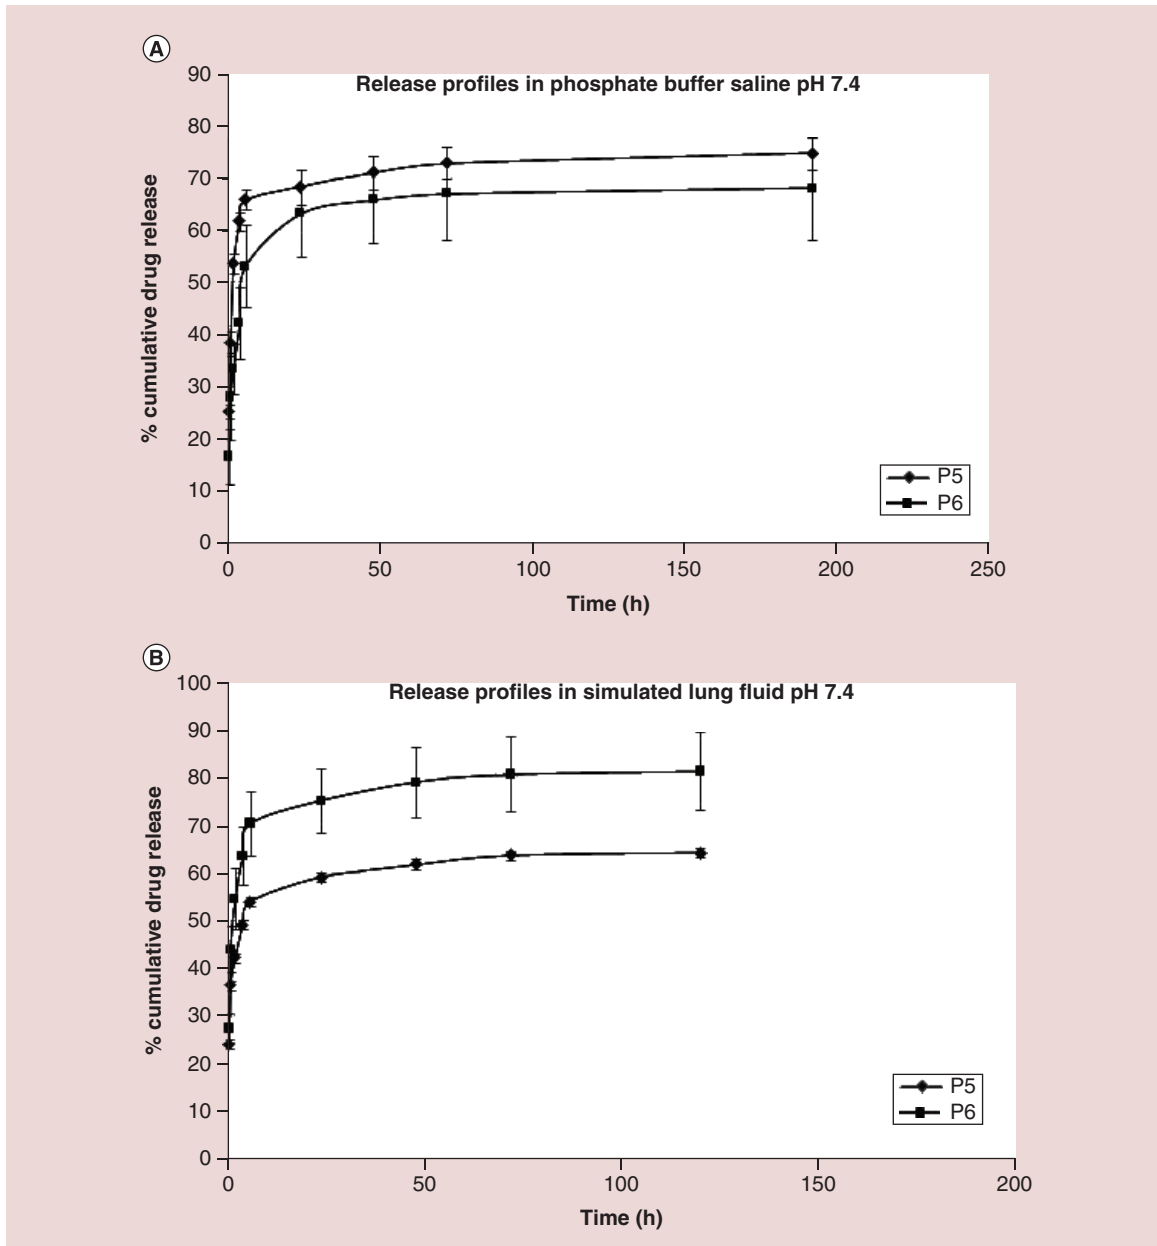 A
Release profiles in phosphate buffer saline pH 7.4
90
80
70
60
50
40
30
20
10
0
% cumulative drug release
P5
P6
0 50 100 150 200 250
Time (h)
B
Release profiles in simulated lung fluid pH 7.4
100
90
80
70
60
50
40
30
20
10
0
% cumulative drug release
P5
P6
0 50 100 150 200
Time (h)